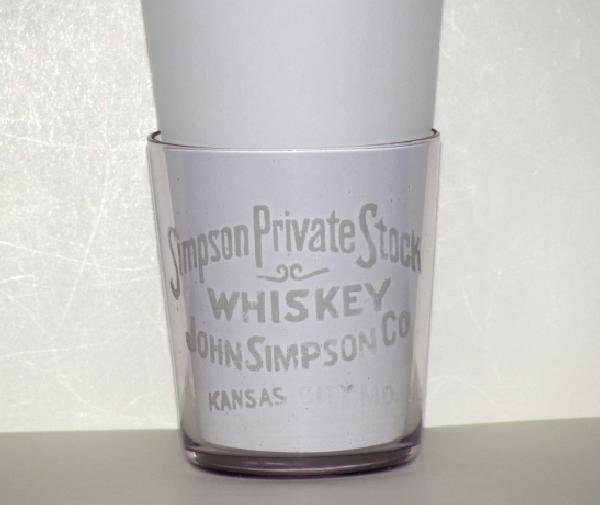 Simpson Private Stock
WHISKEY
JOHN SIMPSON CO
KANSAS CITY, MO.